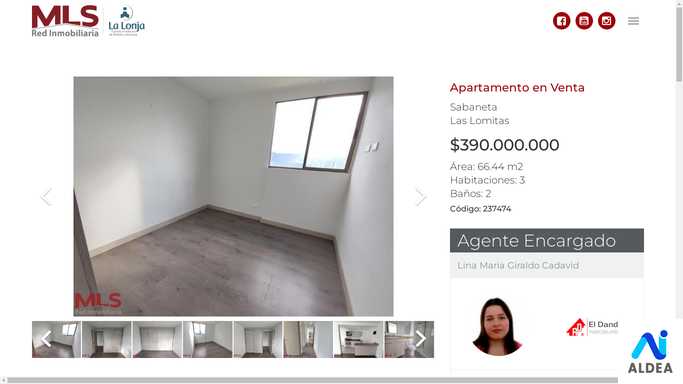 MLS
Red Inmobiliaria
La Lonja
Apartamento en Venta
Sabaneta
Las Lomitas
$390.000.000
Área: 66.44 m2
Habitaciones: 3
Baños: 2
Código: 237474
Agente Encargado
Lina Maria Giraldo Cadavid
MLS
El Dand
ALDEA